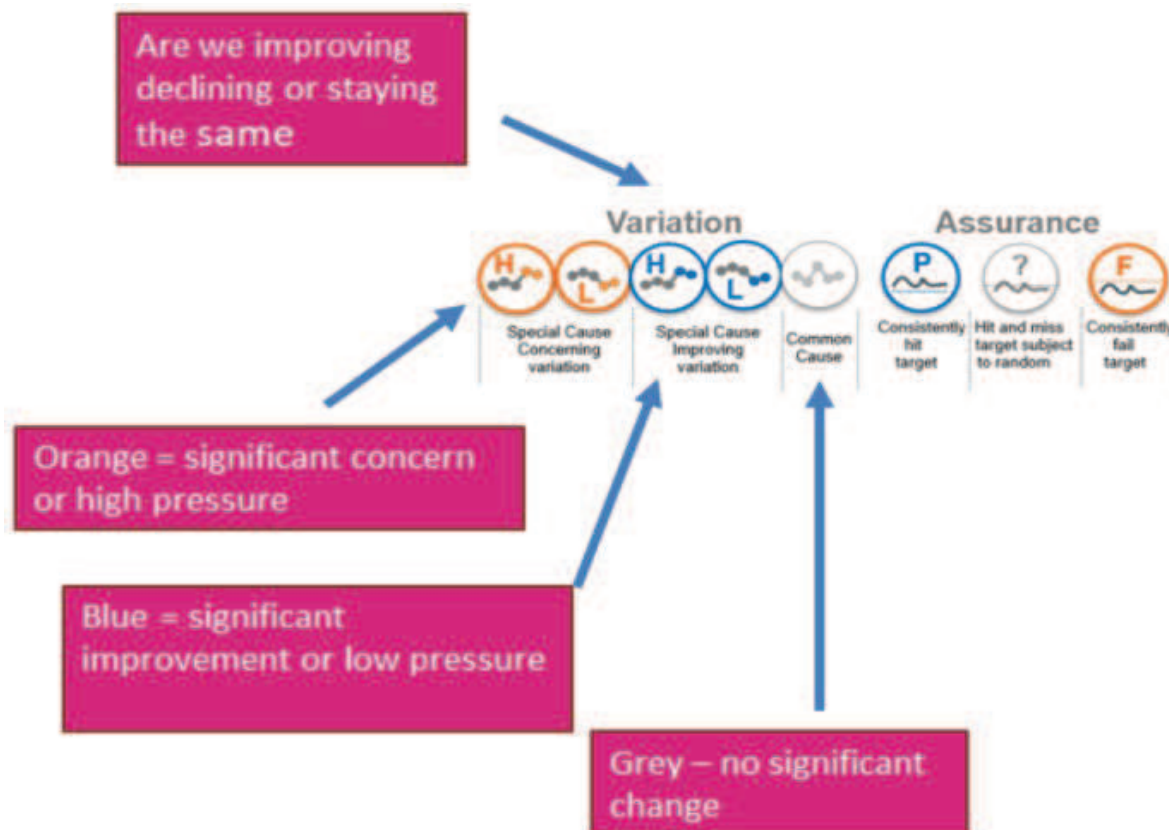 Are we improving
declining or staying
the same
Variation
Assurance
H
L
H
L
P
?
F
Special Cause
Concerning
variation
Special Cause
Improving
variation
Common
Cause
Consistently
hit
target
Hit and miss
target subject
to random
Consistently
fail
target
Orange = significant concern
or high pressure
Blue = significant
improvement or low pressure
Grey – no significant
change